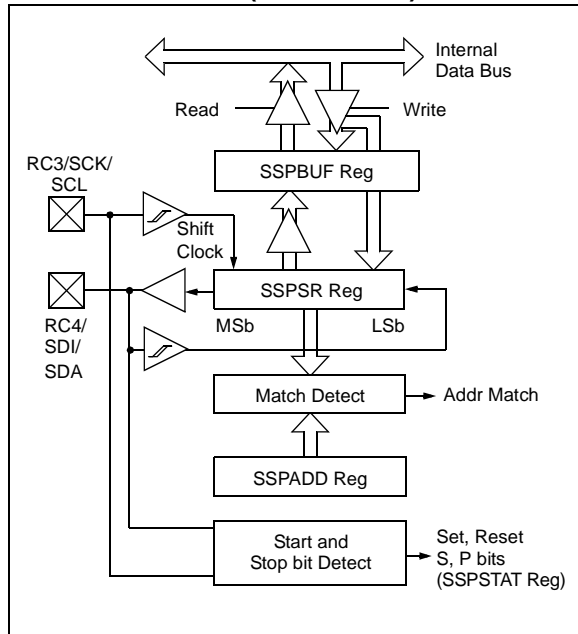 Internal
Data Bus
Read
Write
SSPBUF Reg
RC3/SCK/
SCL
Shift
Clock
SSPSR Reg
MSb
LSb
RC4/
SDI/
SDA
Match Detect
Addr Match
SSPADD Reg
Start and
Stop bit Detect
Set, Reset
S, P bits
(SSPSTAT Reg)